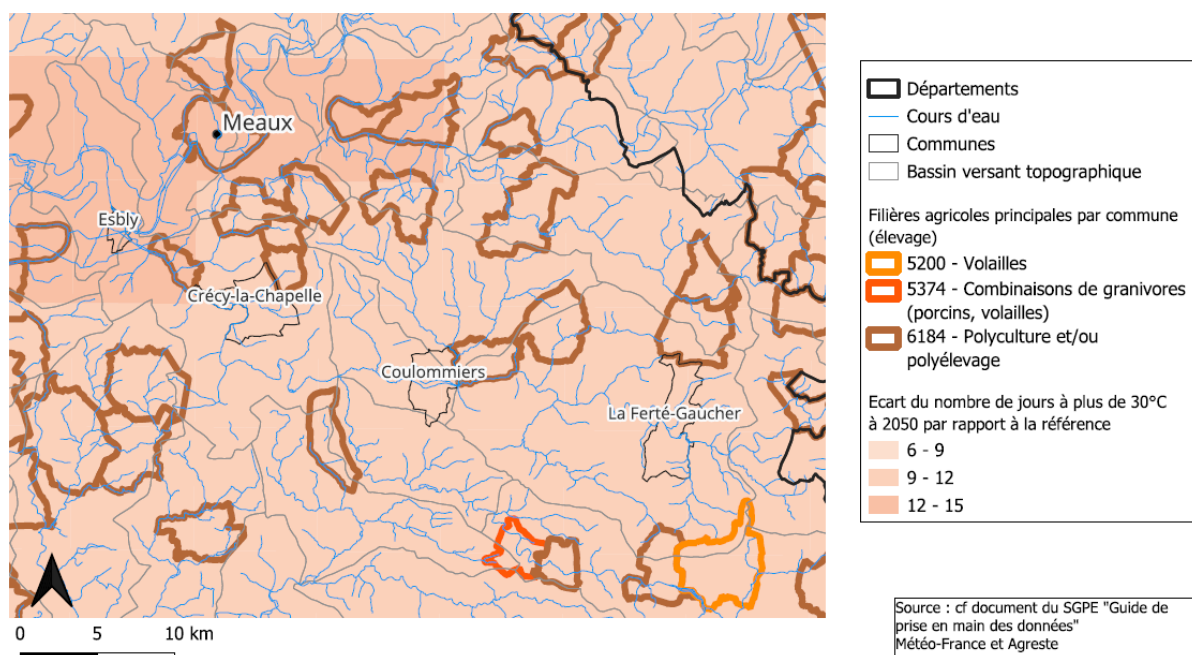 Meaux
Esbly
Crécy-la-Chapelle
Coulommiers
La Ferté-Gaucher
0 5 10 km
Départements
Cours d'eau
Communes
Bassin versant topographique
Filières agricoles principales par commune
(élevage)
5200 - Volailles
5374 - Combinaisons de granivores
(porcins, volailles)
6184 - Polyculture et/ou
polyélevage
Ecart du nombre de jours à plus de 30°C
à 2050 par rapport à la référence
6 - 9
9 - 12
12 - 15
Source : cf document du SGPE "Guide de
prise en main des données"
Météo-France et Agreste